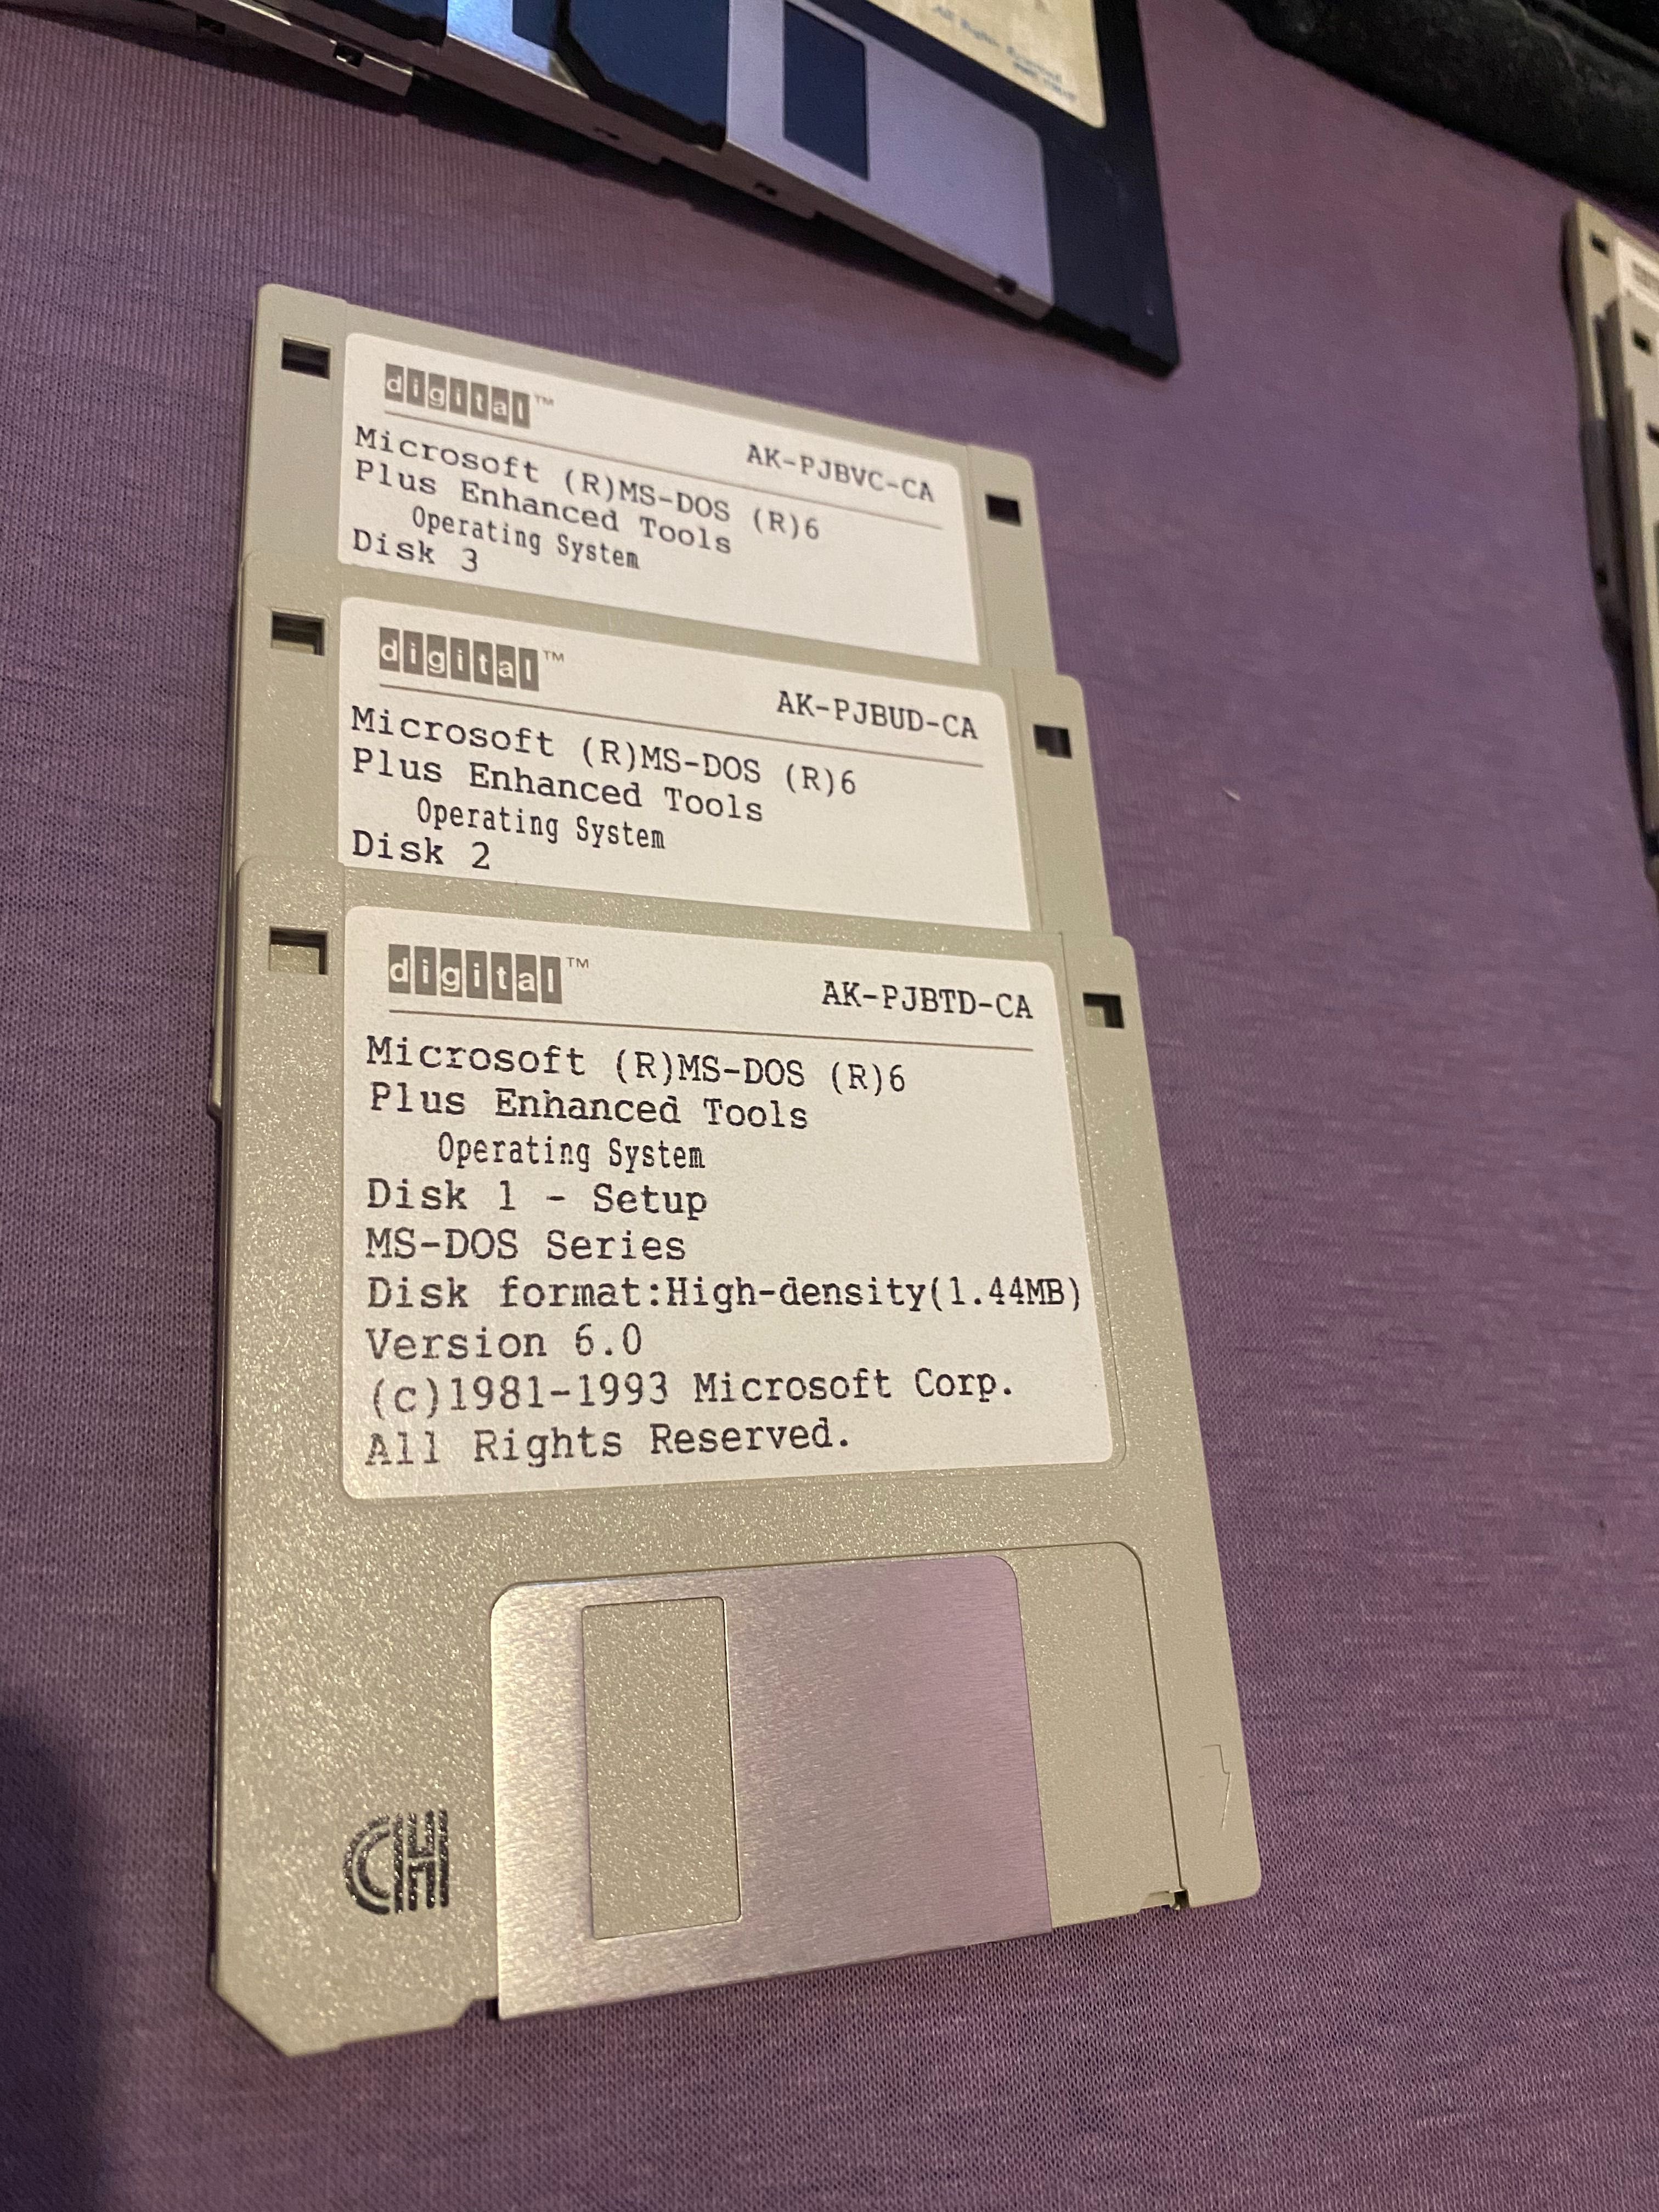 All Rights Reserved
digital™
AK-PJBVC-CA
Microsoft (R)MS-DOS (R)6
Plus Enhanced Tools
Operating System
Disk 3
digital™
AK-PJBUD-CA
Microsoft (R)MS-DOS (R)6
Plus Enhanced Tools
Operating System
Disk 2
digital™
AK-PJBTD-CA
Microsoft (R)MS-DOS (R)6
Plus Enhanced Tools
Operating System
Disk 1 - Setup
MS-DOS Series
Disk format:High-density(1.44MB)
Version 6.0
(c)1981-1993 Microsoft Corp.
All Rights Reserved.